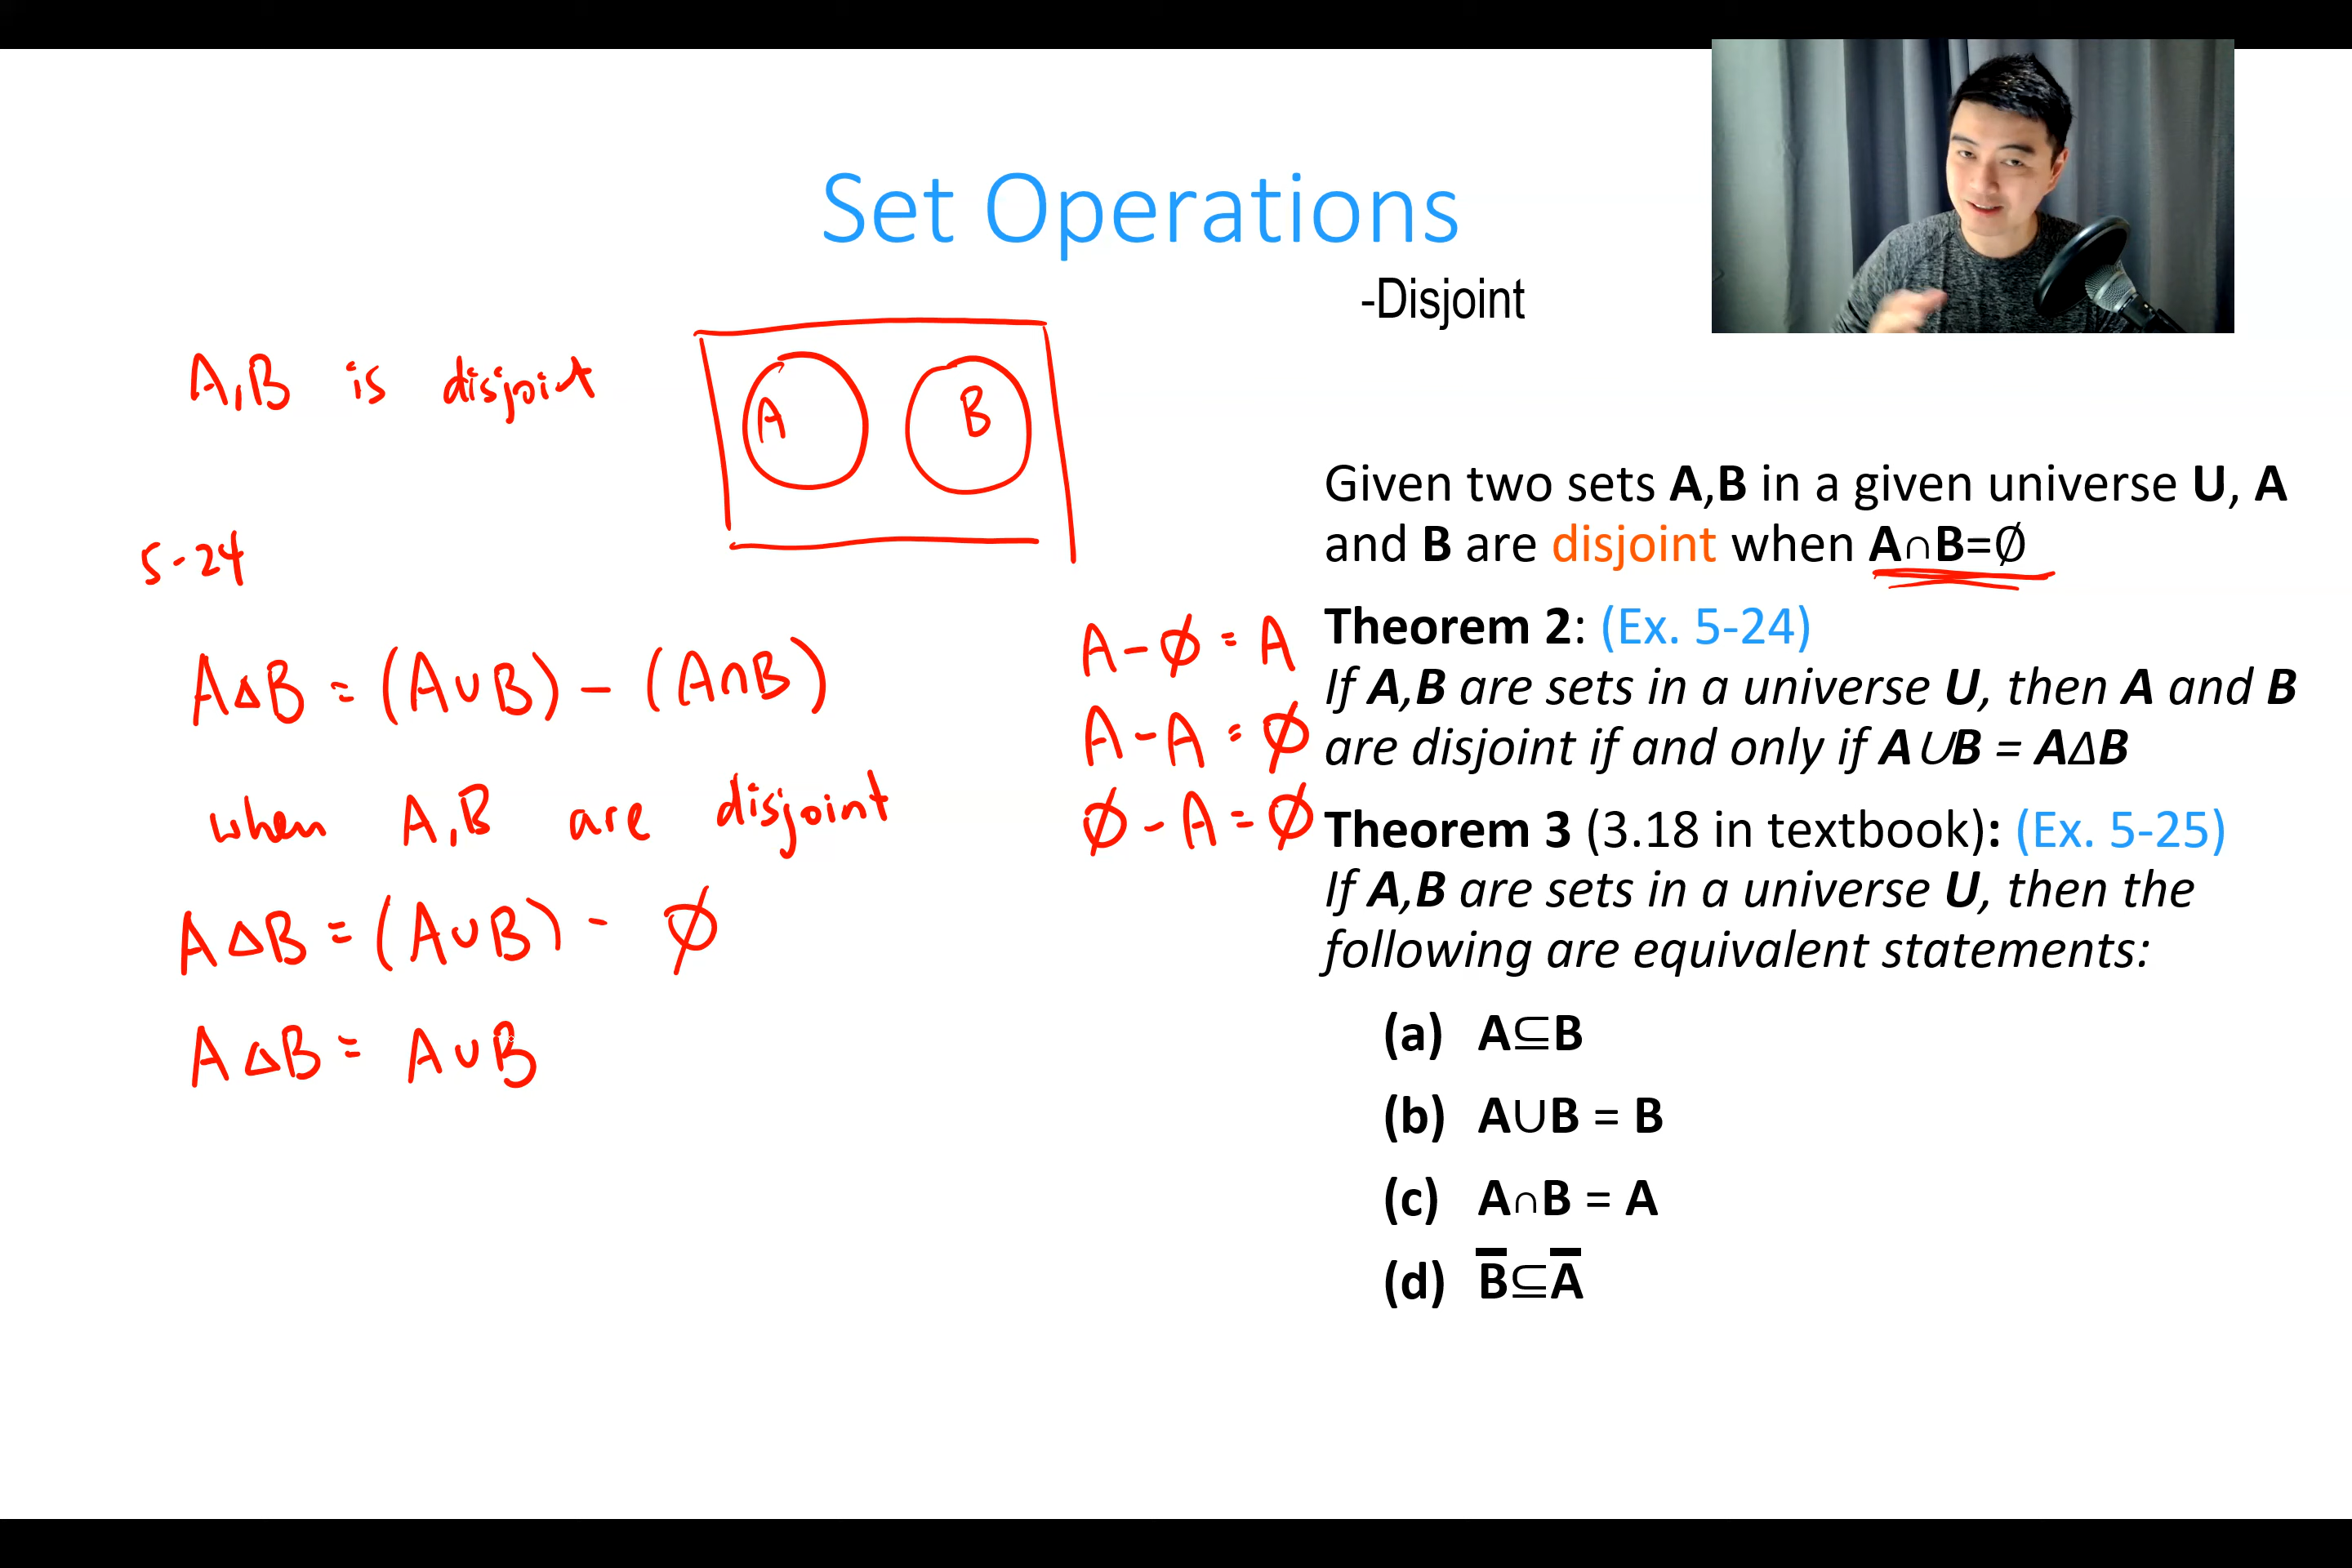 Set Operations
-Disjoint
A,B is disjoint
A
B
5-24
A∆B = (A∪B) - (A∩B)
when A,B are disjoint
A∆B = (A∪B) - ∅
A∆B = A∪B
A-∅ = A
A-A = ∅
∅-A = ∅
Given two sets A,B in a given universe U, A
and B are disjoint when A∩B=∅
Theorem 2: (Ex. 5-24)
If A,B are sets in a universe U, then A and B
are disjoint if and only if A∪B = A∆B
Theorem 3 (3.18 in textbook): (Ex. 5-25)
If A,B are sets in a universe U, then the
following are equivalent statements:
(a) A⊆B
(b) A∪B = B
(c) A∩B = A
(d) B̅⊆A̅